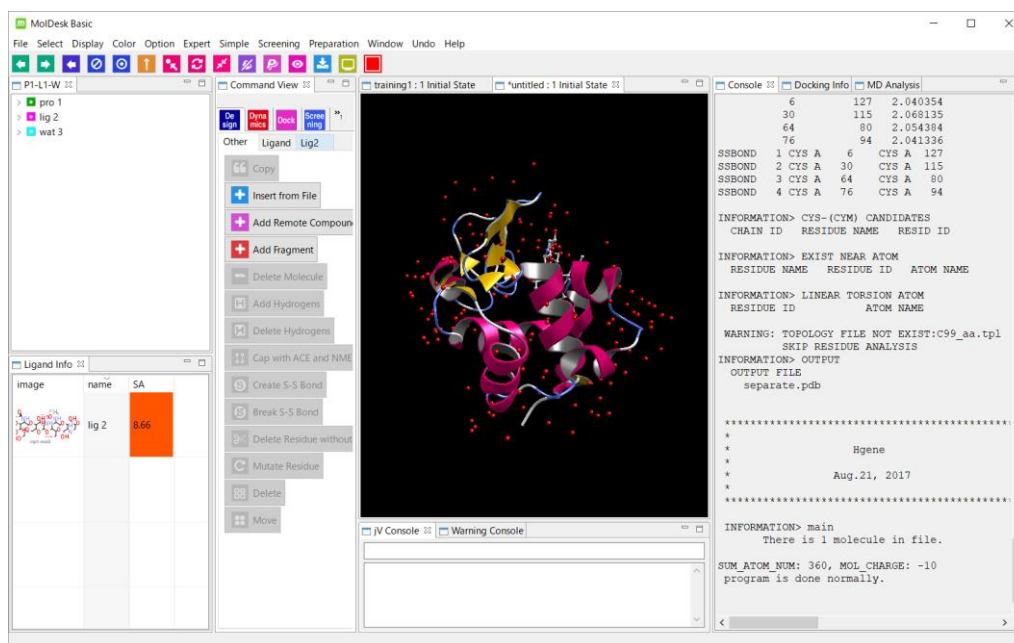 MolDesk Basic
File Select Display Color Option Expert Simple Screening Preparation Window Undo Help
P1-L1-W
pro 1
lig 2
wat 3
Ligand Info
image name SA
lig 2 8.66
Command View
De sign
Dyna mics
Dock
Scree ning
Other Ligand Lig2
Copy
Insert from File
Add Remote Compoun
Add Fragment
Delete Molecule
Add Hydrogens
Delete Hydrogens
Cap with ACE and NME
Create S-S Bond
Break S-S Bond
Delete Residue without
Mutate Residue
Delete
Move
training1 : 1 Initial State *untitled : 1 Initial State
jV Console Warning Console
Console Docking Info MD Analysis
6 127 2.040354
30 115 2.068135
64 80 2.054384
76 94 2.041336
SSBOND 1 CYS A 6 CYS A 127
SSBOND 2 CYS A 30 CYS A 115
SSBOND 3 CYS A 64 CYS A 80
SSBOND 4 CYS A 76 CYS A 94
INFORMATION> CYS-(CYM) CANDIDATES
CHAIN ID RESIDUE NAME RESID ID
INFORMATION> EXIST NEAR ATOM
RESIDUE NAME RESIDUE ID ATOM NAME
INFORMATION> LINEAR TORSION ATOM
RESIDUE ID ATOM NAME
WARNING: TOPOLOGY FILE NOT EXIST:C99_aa.tpl
SKIP RESIDUE ANALYSIS
INFORMATION> OUTPUT
OUTPUT FILE
separate.pdb
********************************************
*
* Hgene
*
* Aug.21, 2017
*
********************************************
INFORMATION> main
There is 1 molecule in file.
SUM_ATOM_NUM: 360, MOL_CHARGE: -10
program is done normally.